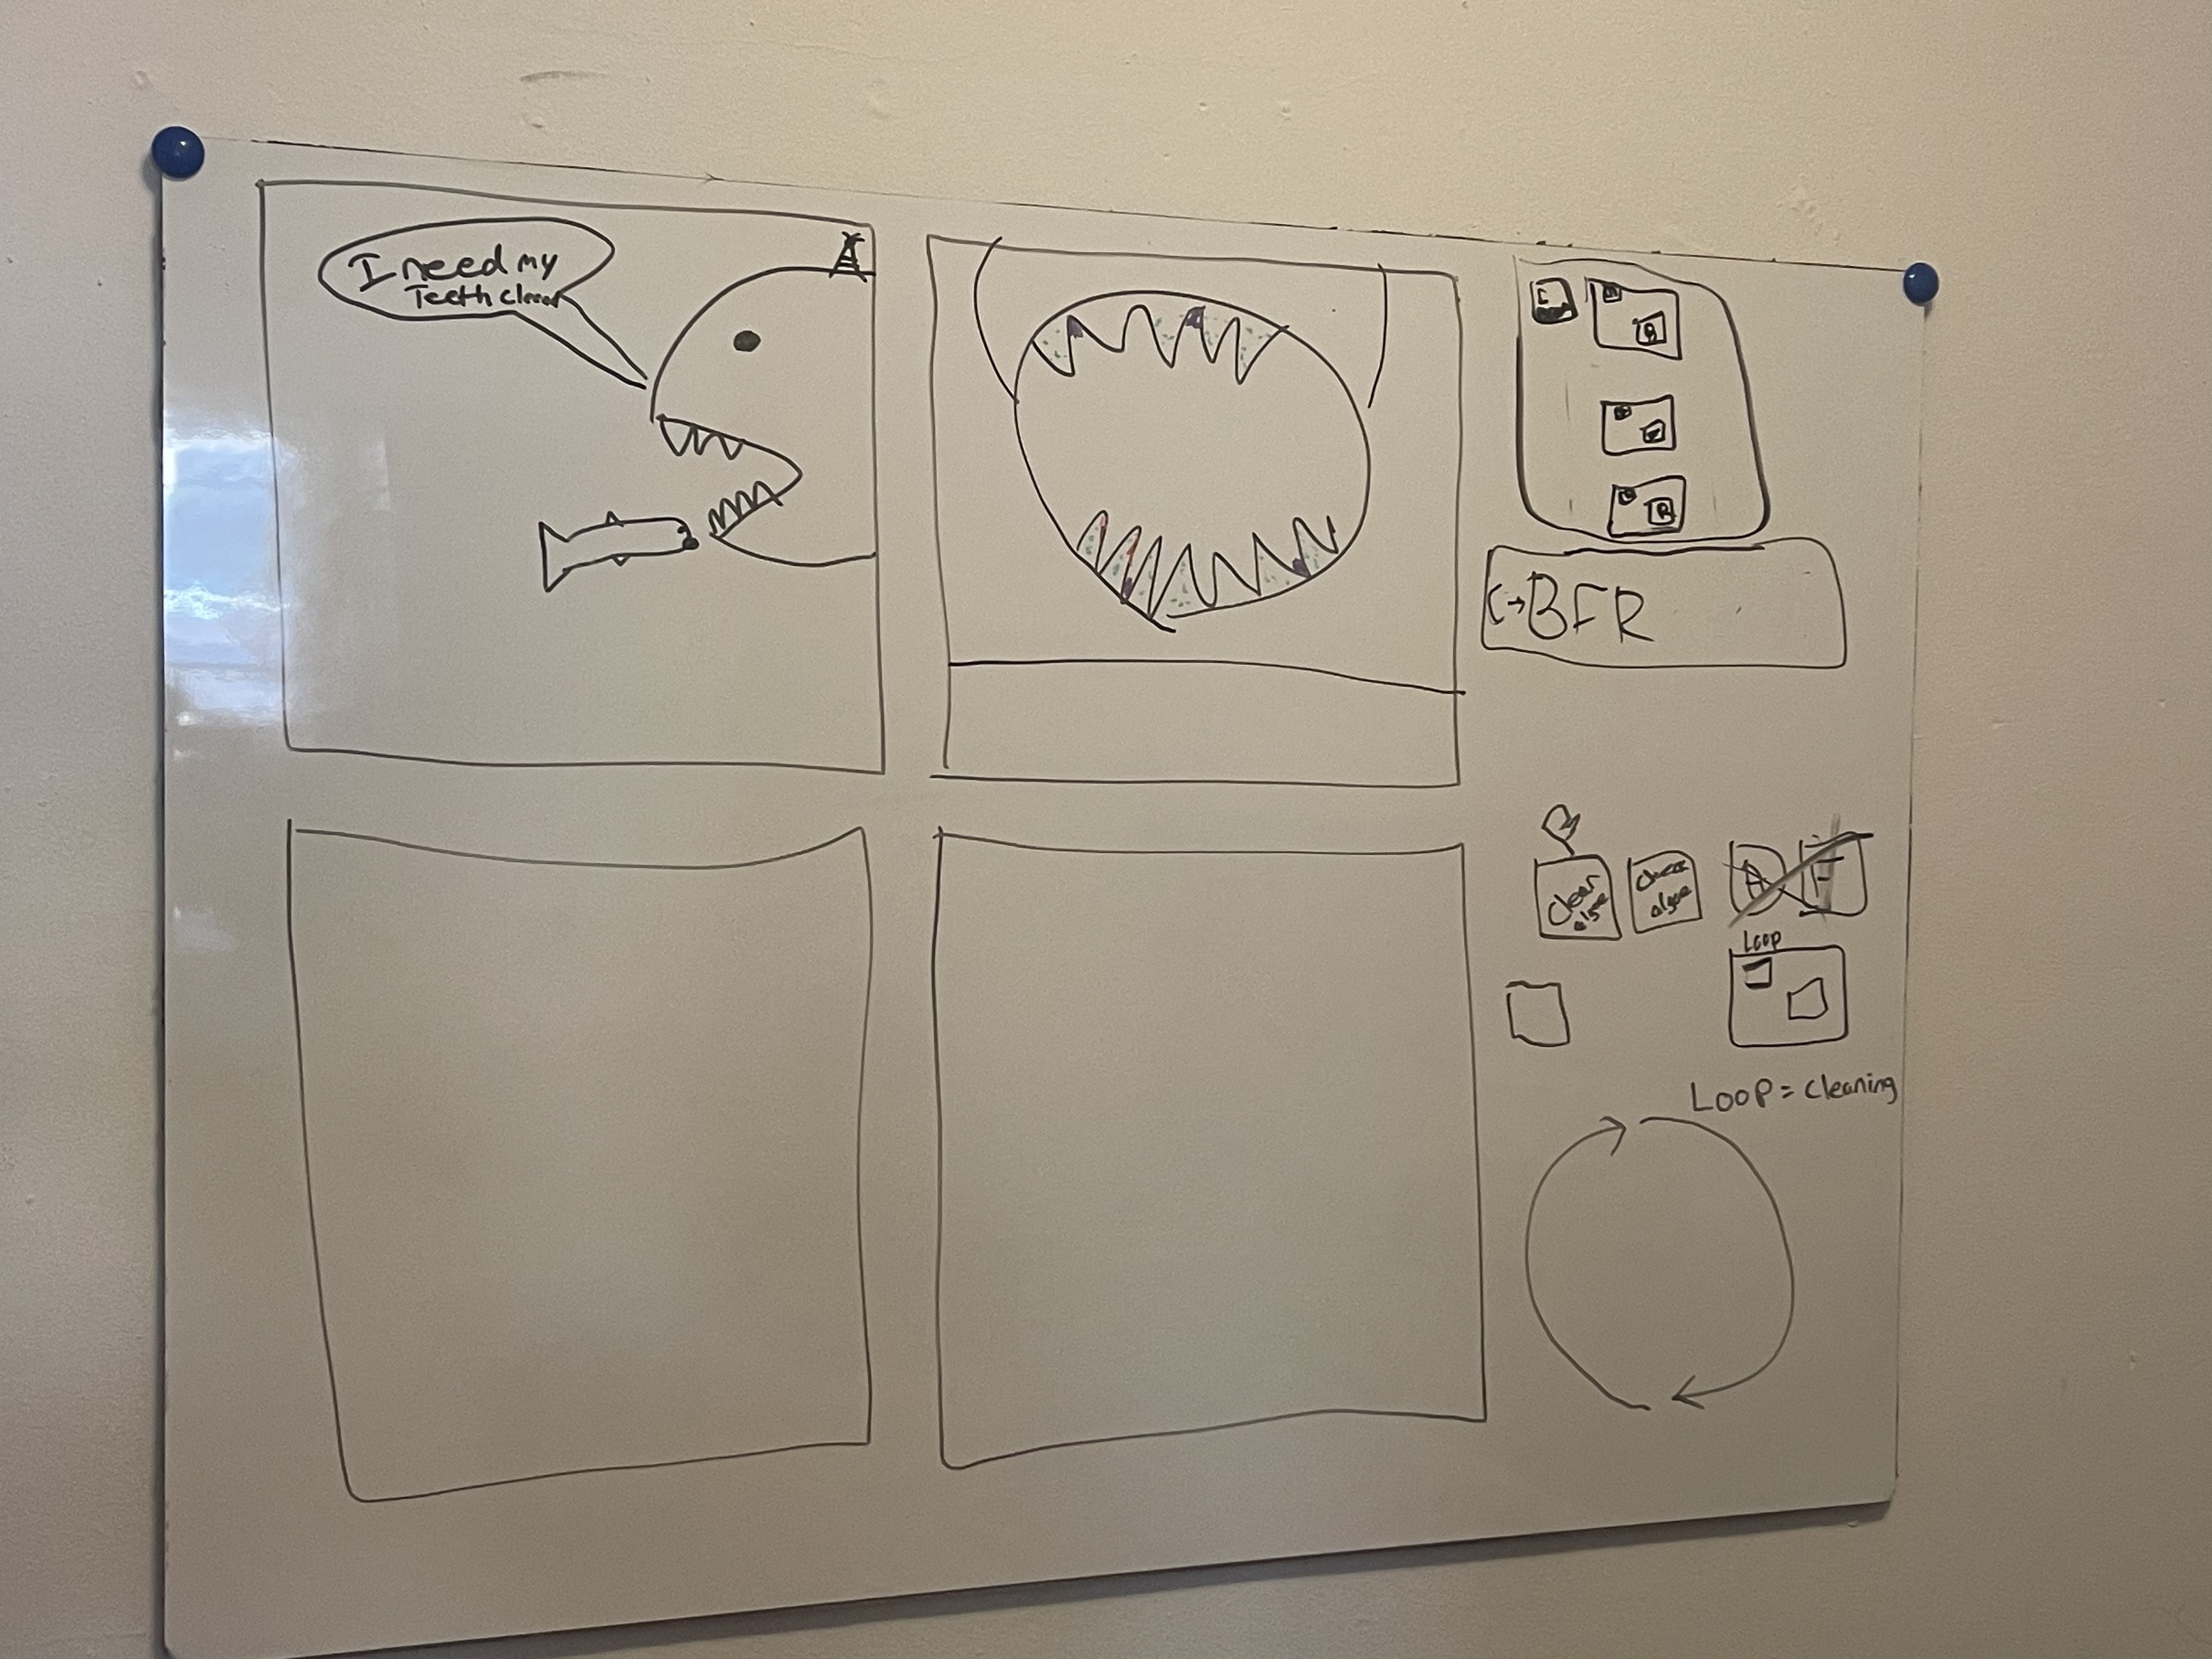 I need my
Teeth clean
C→BFR
clear
algae
check
algae
Loop
Loop = cleaning